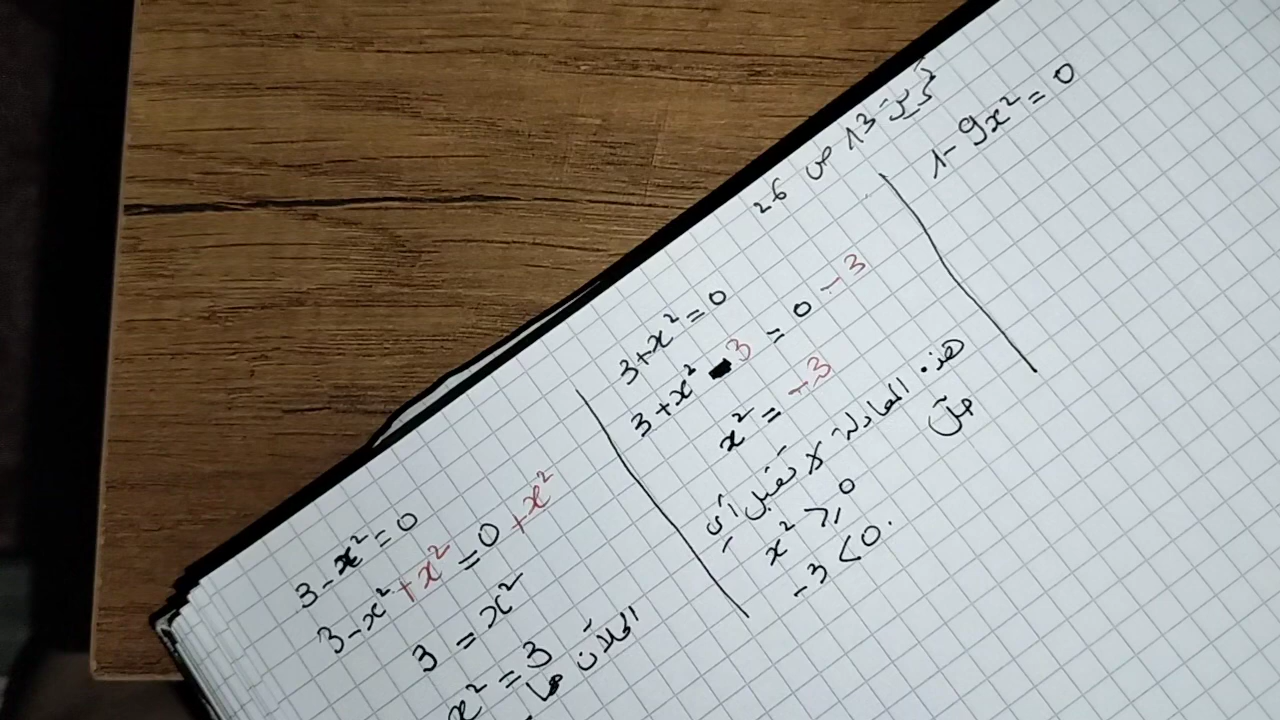 تمرين 13 ص 26
1 - 9x² = 0
3 + x² = 0
3 + x² - 3 = 0 - 3
x² = -3
هذه المعادلة لا تقبل أي
حل
x² ⩾ 0
-3 < 0.
3 - x² = 0
3 - x² + x² = 0 + x²
3 = x²
x² = 3
الحلان هما